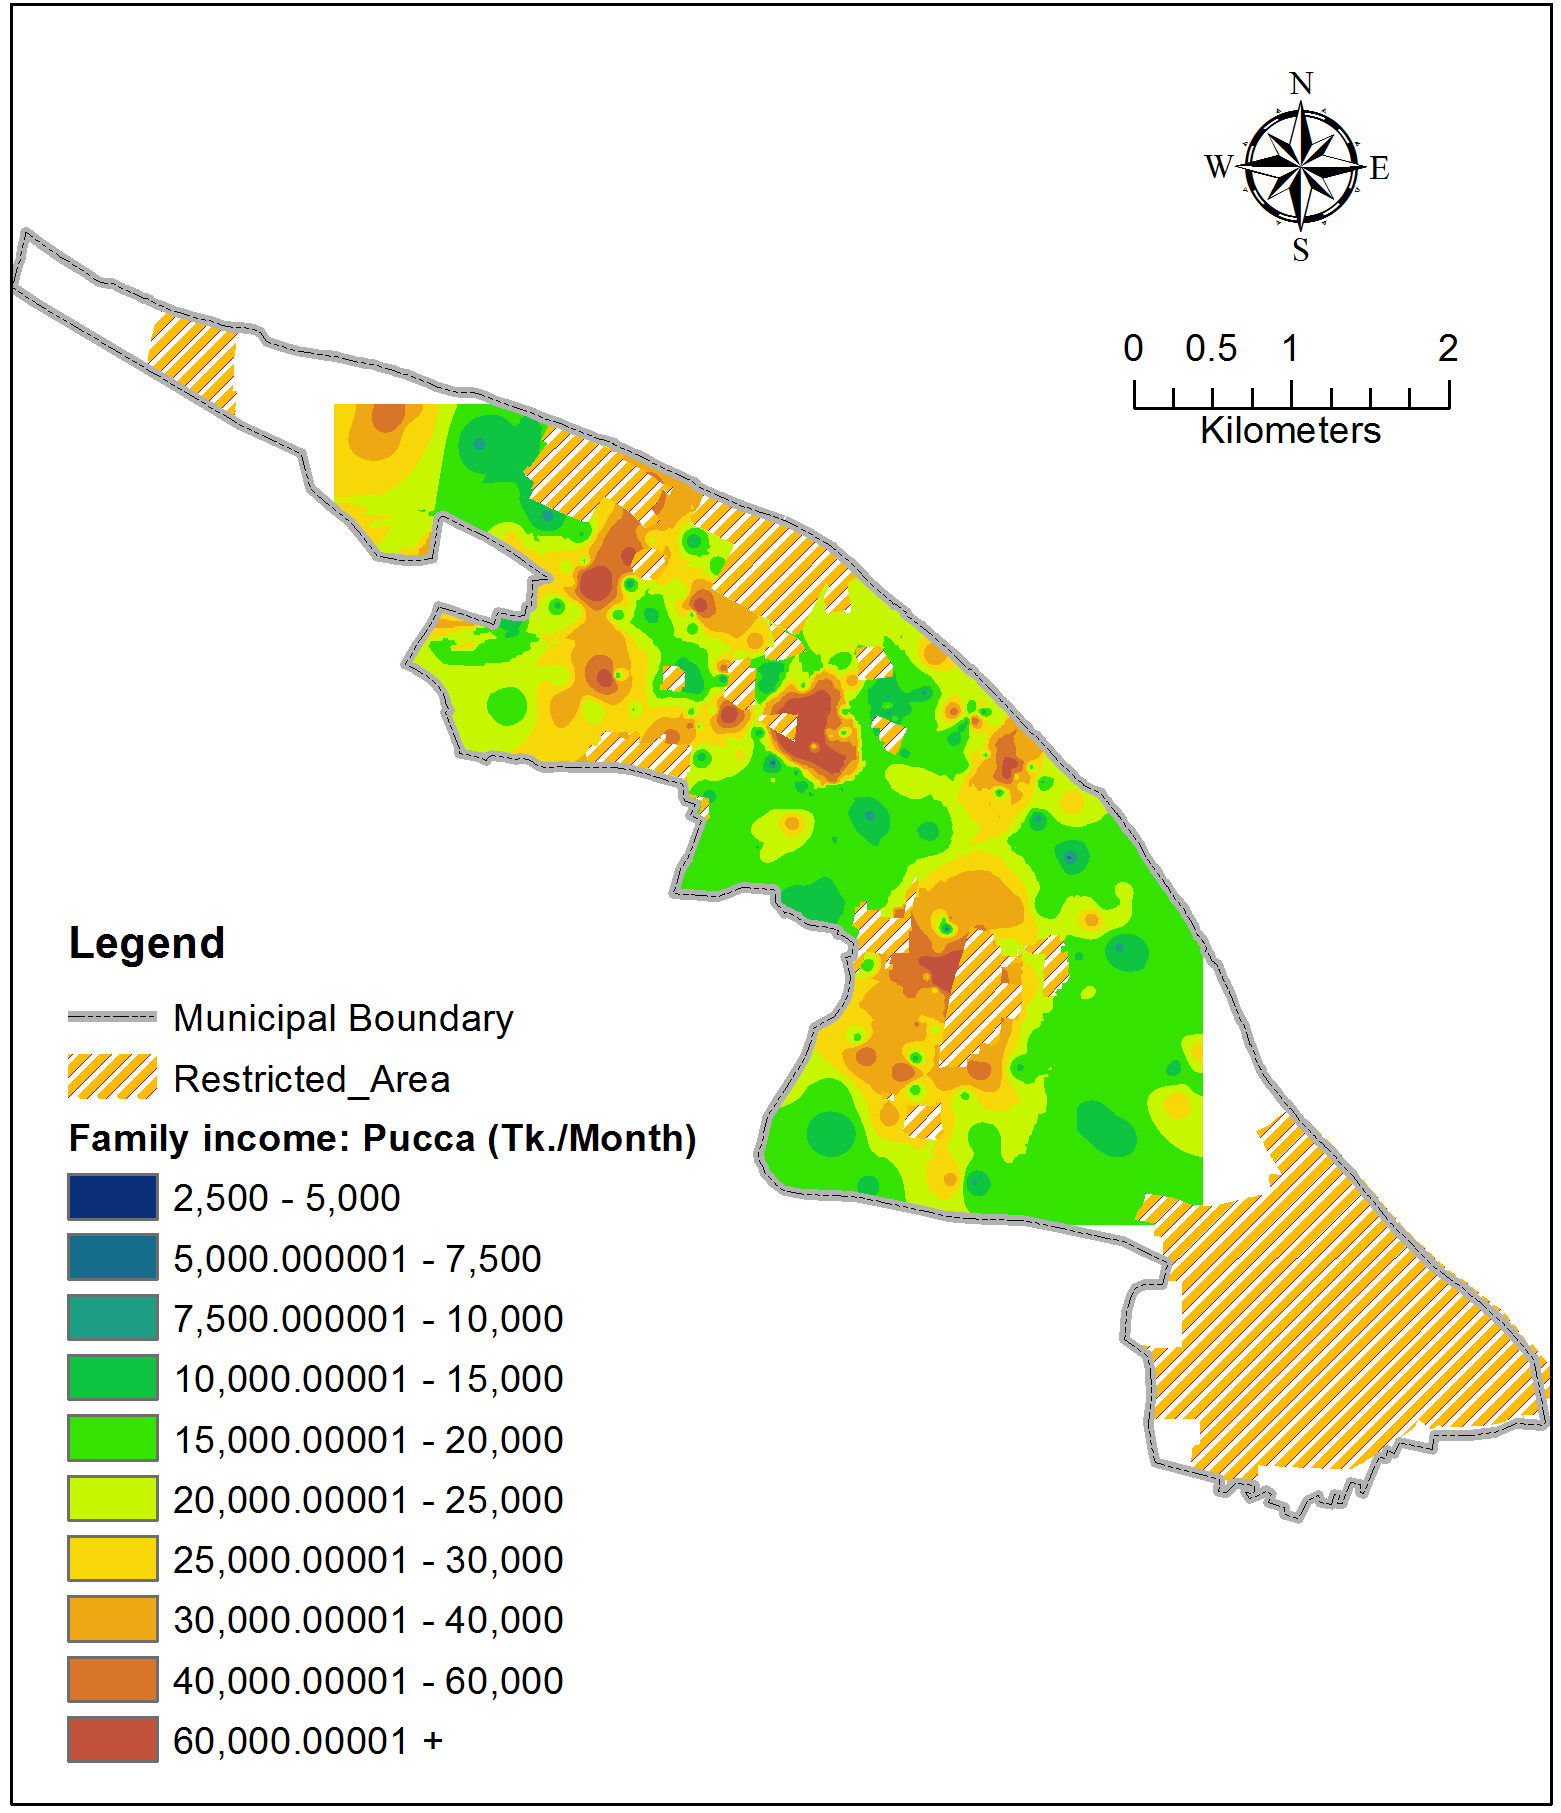 N
W E
S
0 0.5 1 2
Kilometers
Legend
Municipal Boundary
Restricted_Area
Family income: Pucca (Tk./Month)
2,500 - 5,000
5,000.000001 - 7,500
7,500.000001 - 10,000
10,000.00001 - 15,000
15,000.00001 - 20,000
20,000.00001 - 25,000
25,000.00001 - 30,000
30,000.00001 - 40,000
40,000.00001 - 60,000
60,000.00001 +